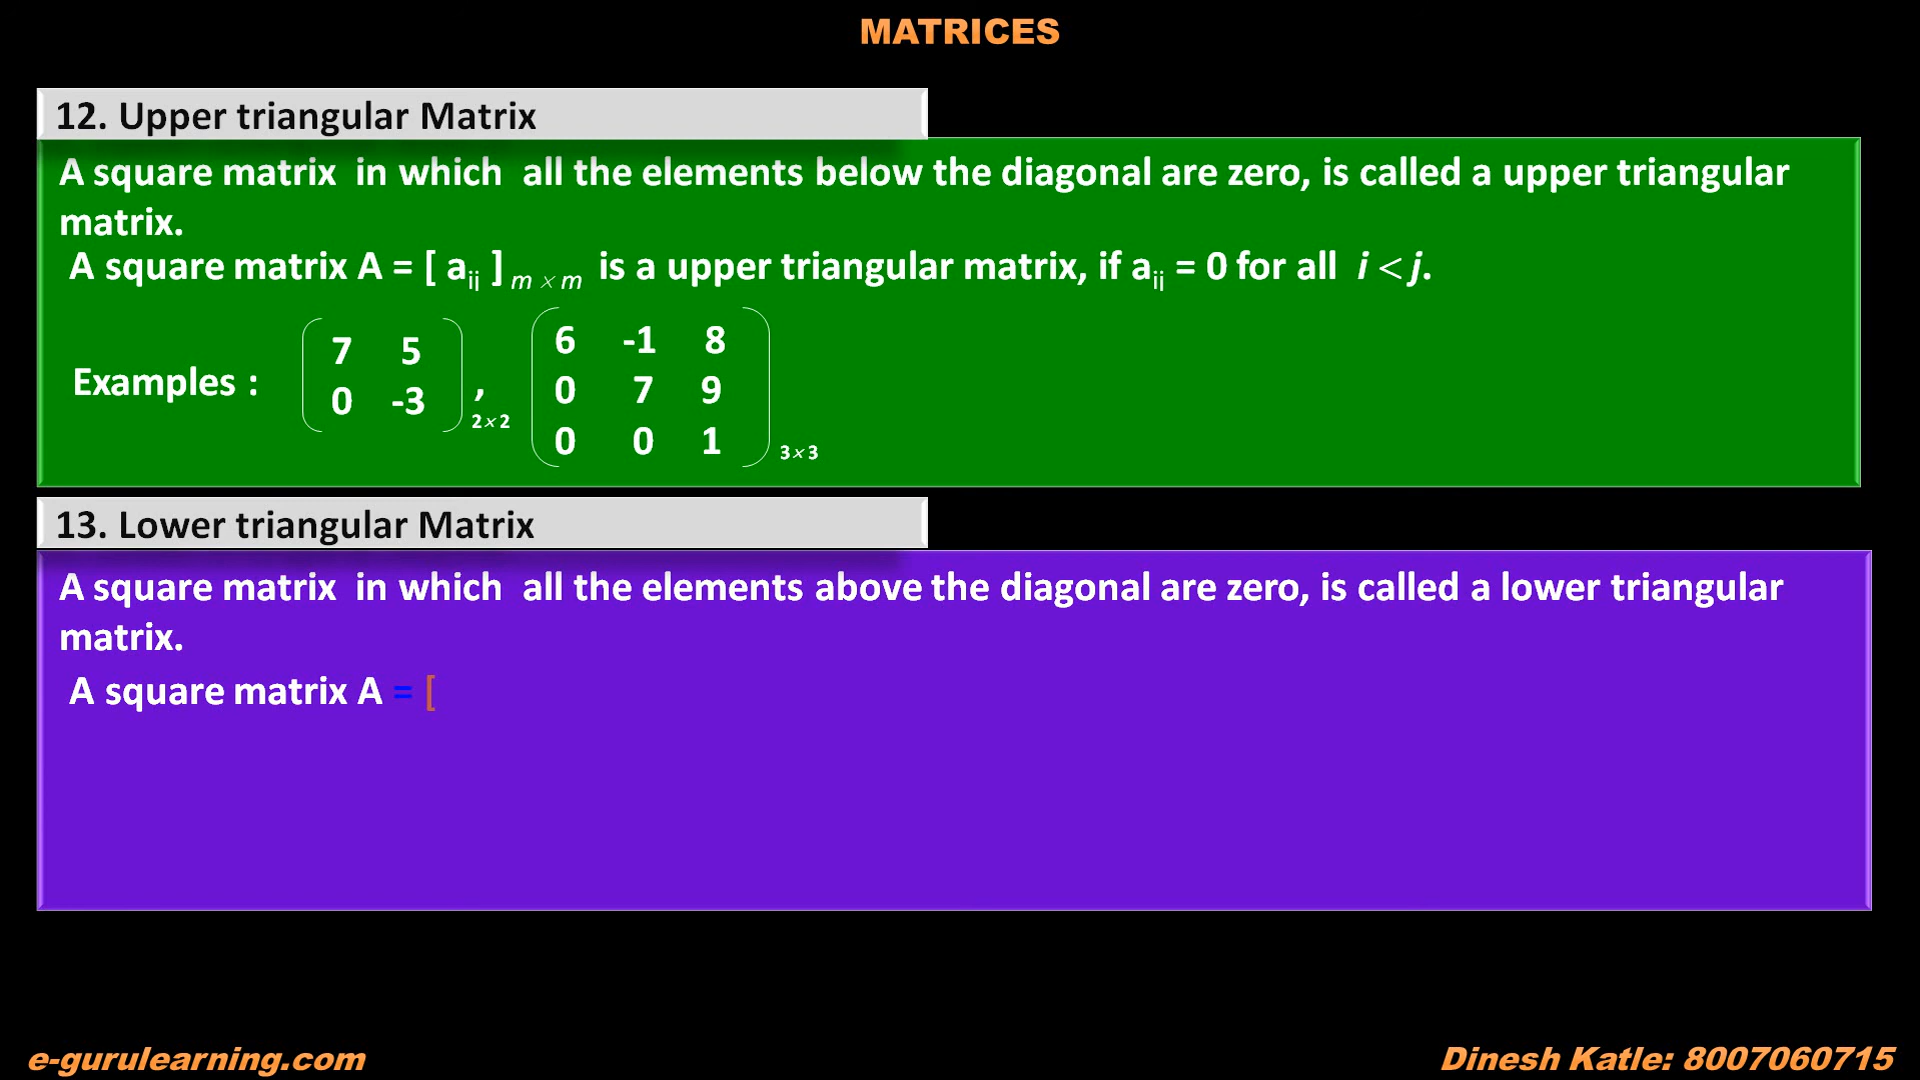 MATRICES
12. Upper triangular Matrix
A square matrix in which all the elements below the diagonal are zero, is called a upper triangular
matrix.
A square matrix A = [ aij ] m × m is a upper triangular matrix, if aij = 0 for all i < j.
Examples :
7 5
0 -3
, 2×2
6 -1 8
0 7 9
0 0 1
3×3
13. Lower triangular Matrix
A square matrix in which all the elements above the diagonal are zero, is called a lower triangular
matrix.
A square matrix A = [
e-gurulearning.com
Dinesh Katle: 8007060715